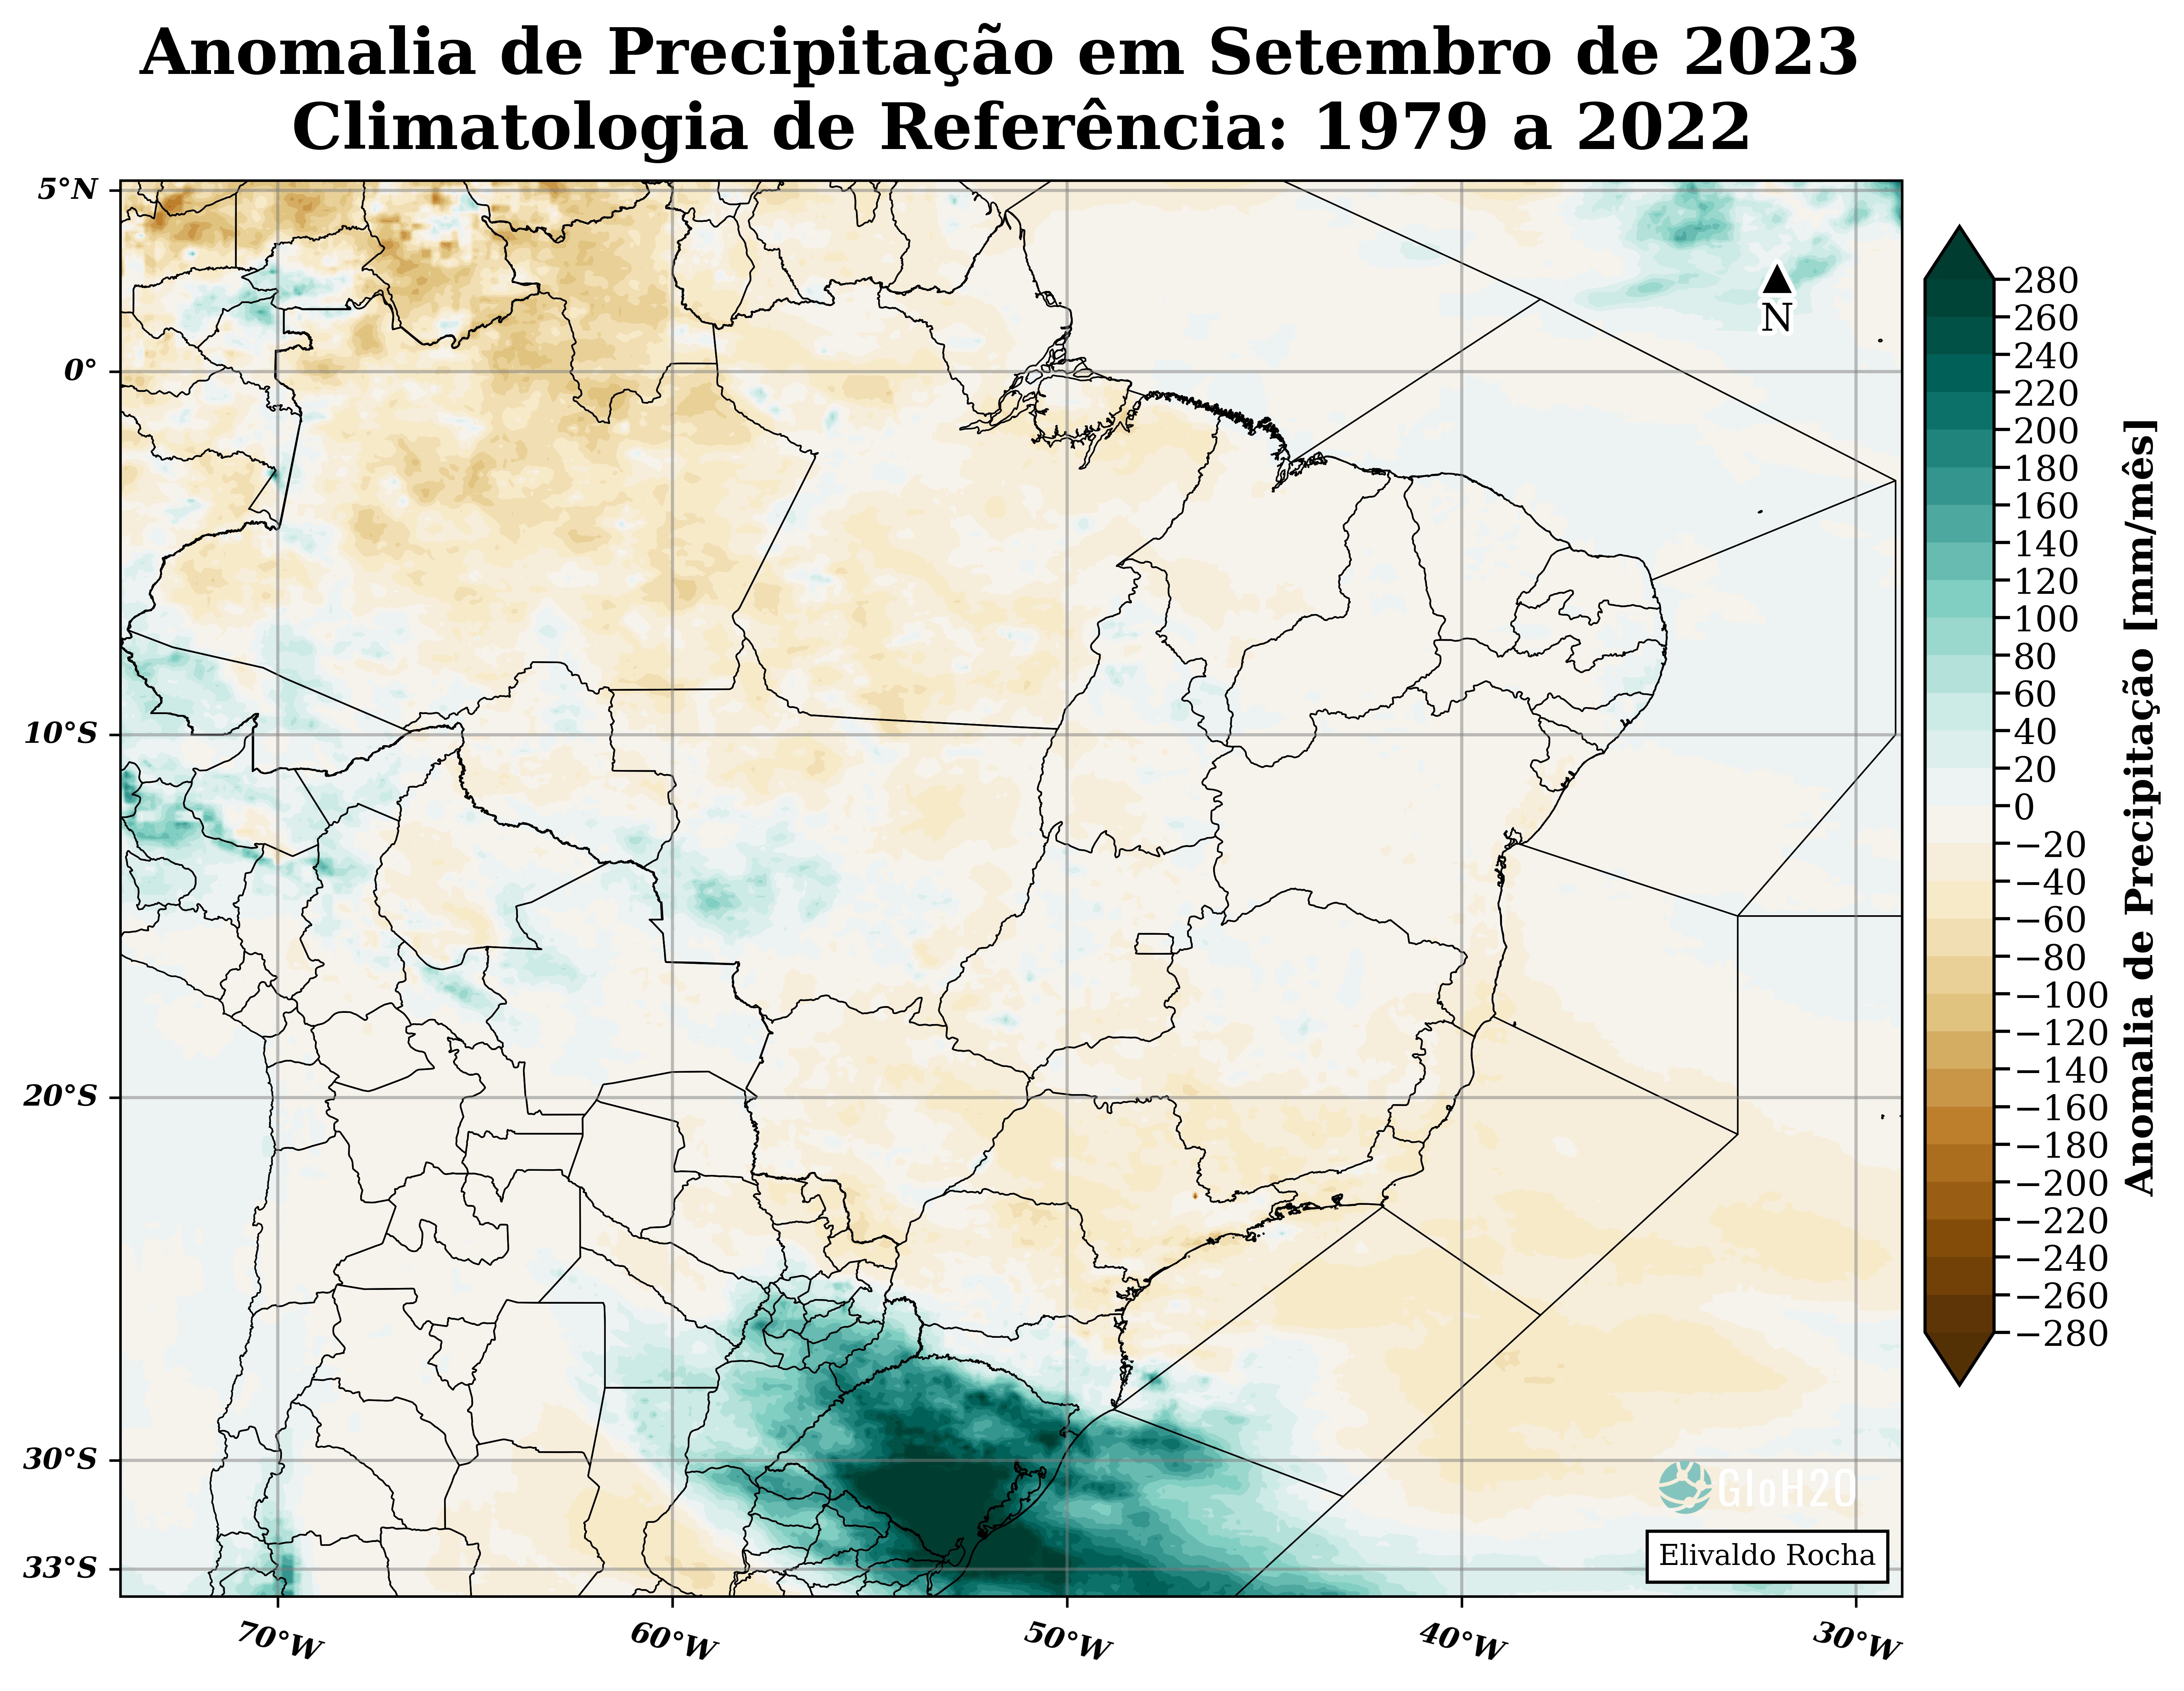 Anomalia de Precipitação em Setembro de 2023
Climatologia de Referência: 1979 a 2022
5°N
0°
10°S
20°S
30°S
33°S
70°W
60°W
50°W
40°W
30°W
N
GloH2O
Elivaldo Rocha
280
260
240
220
200
180
160
140
120
100
80
60
40
20
0
−20
−40
−60
−80
−100
−120
−140
−160
−180
−200
−220
−240
−260
−280
Anomalia de Precipitação [mm/mês]